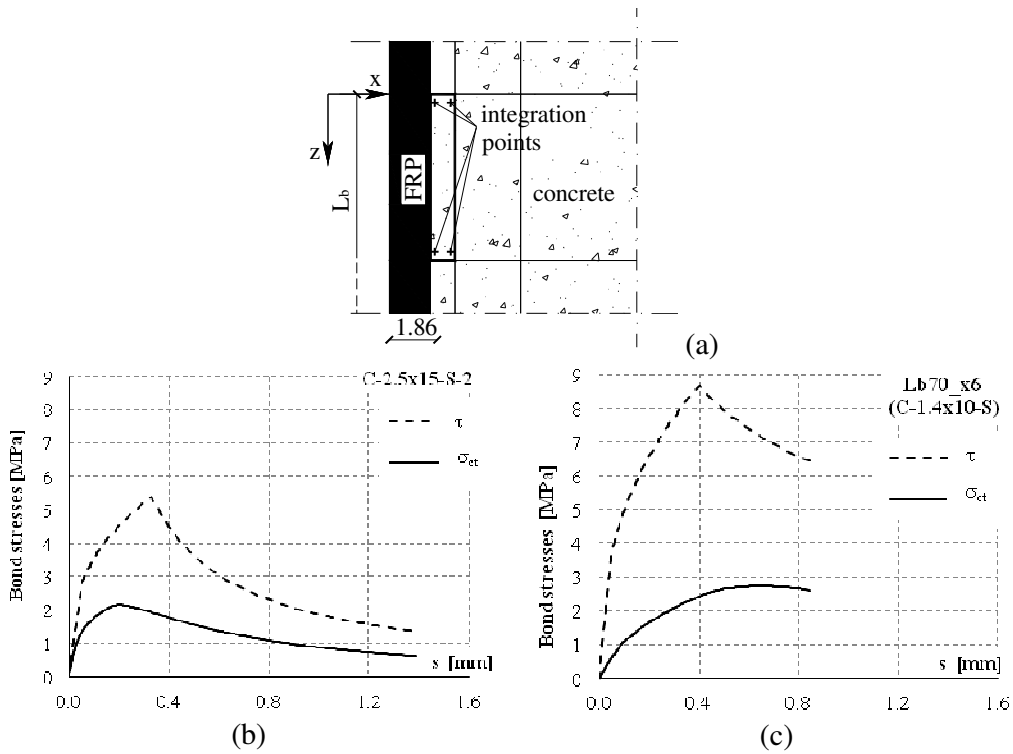 x
integration
points
z
FRP
Lb
concrete
1.86
(a)
C-2.5x15-S-2
τ
σct
Bond stresses [MPa]
9
8
7
6
5
4
3
2
1
0
s [mm]
0.0 0.4 0.8 1.2 1.6
(b)
Lb70_x6
(C-1.4x10-S)
τ
σct
Bond stresses [MPa]
9
8
7
6
5
4
3
2
1
0
s [mm]
0.0 0.4 0.8 1.2 1.6
(c)